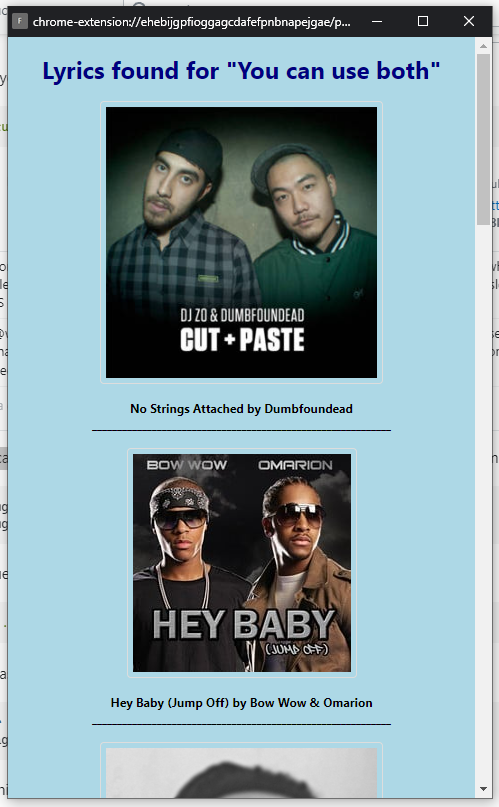 F chrome-extension://ehebijgpfioggagcdafefpnbnapejgae/p...
Lyrics found for "You can use both"
DJ ZO & DUMBFOUNDEAD
CUT + PASTE
No Strings Attached by Dumbfoundead
BOW WOW OMARION
HEY BABY
(JUMP OFF)
Hey Baby (Jump Off) by Bow Wow & Omarion